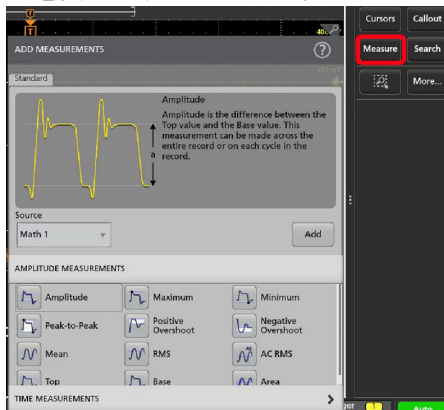 T
T
40
ADD MEASUREMENTS
?
Standard
Amplitude
Amplitude is the difference between the
Top value and the Base value. This
measurement can be made across the
entire record or on each cycle in the
record.
a
Source
Math 1
Add
AMPLITUDE MEASUREMENTS
Amplitude
Maximum
Minimum
Peak-to-Peak
Positive
Overshoot
Negative
Overshoot
Mean
RMS
AC RMS
Top
Base
Area
TIME MEASUREMENTS
Cursors
Callout
Measure
Search
More...
Auto